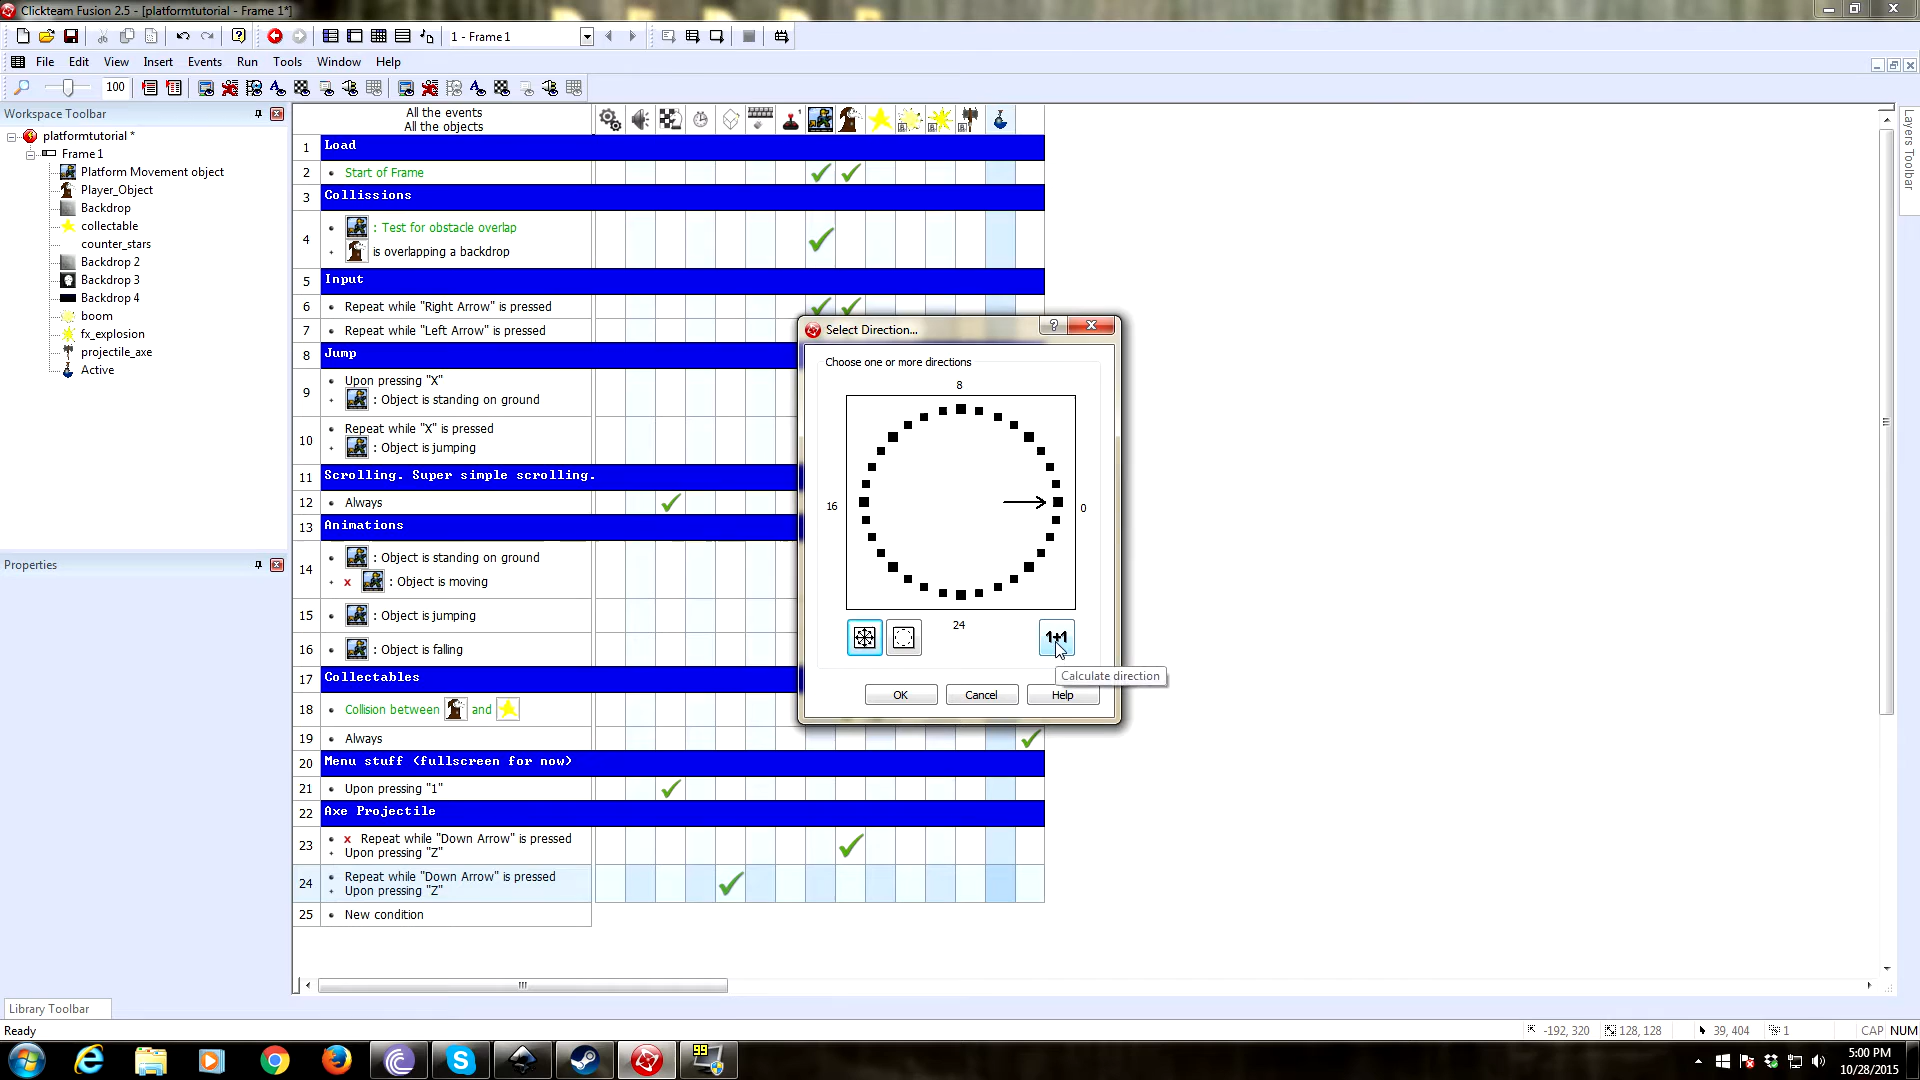 Clickteam Fusion 2.5 - [platformtutorial - Frame 1*]
1 - Frame 1
File Edit View Insert Events Run Tools Window Help
100
Workspace Toolbar
platformtutorial *
Frame 1
Platform Movement object
Player_Object
Backdrop
collectable
counter_stars
Backdrop 2
Backdrop 3
Backdrop 4
boom
fx_explosion
projectile_axe
Active
Properties
Library Toolbar
Layers Toolbar
All the events
All the objects
1 Load
2 Start of Frame
3 Collissions
4 : Test for obstacle overlap
is overlapping a backdrop
5 Input
6 Repeat while "Right Arrow" is pressed
7 Repeat while "Left Arrow" is pressed
8 Jump
9 Upon pressing "X"
: Object is standing on ground
10 Repeat while "X" is pressed
: Object is jumping
11 Scrolling. Super simple scrolling.
12 Always
13 Animations
14 : Object is standing on ground
X : Object is moving
15 : Object is jumping
16 : Object is falling
17 Collectables
18 Collision between and
19 Always
20 Menu stuff (fullscreen for now)
21 Upon pressing "1"
22 Axe Projectile
23 X Repeat while "Down Arrow" is pressed
Upon pressing "Z"
24 Repeat while "Down Arrow" is pressed
Upon pressing "Z"
25 New condition
Select Direction...
Choose one or more directions
8
16
0
24
1+1
Calculate direction
OK Cancel Help
Ready
-192, 320 128, 128 39, 404 1 CAP NUM
99
5:00 PM
10/28/2015